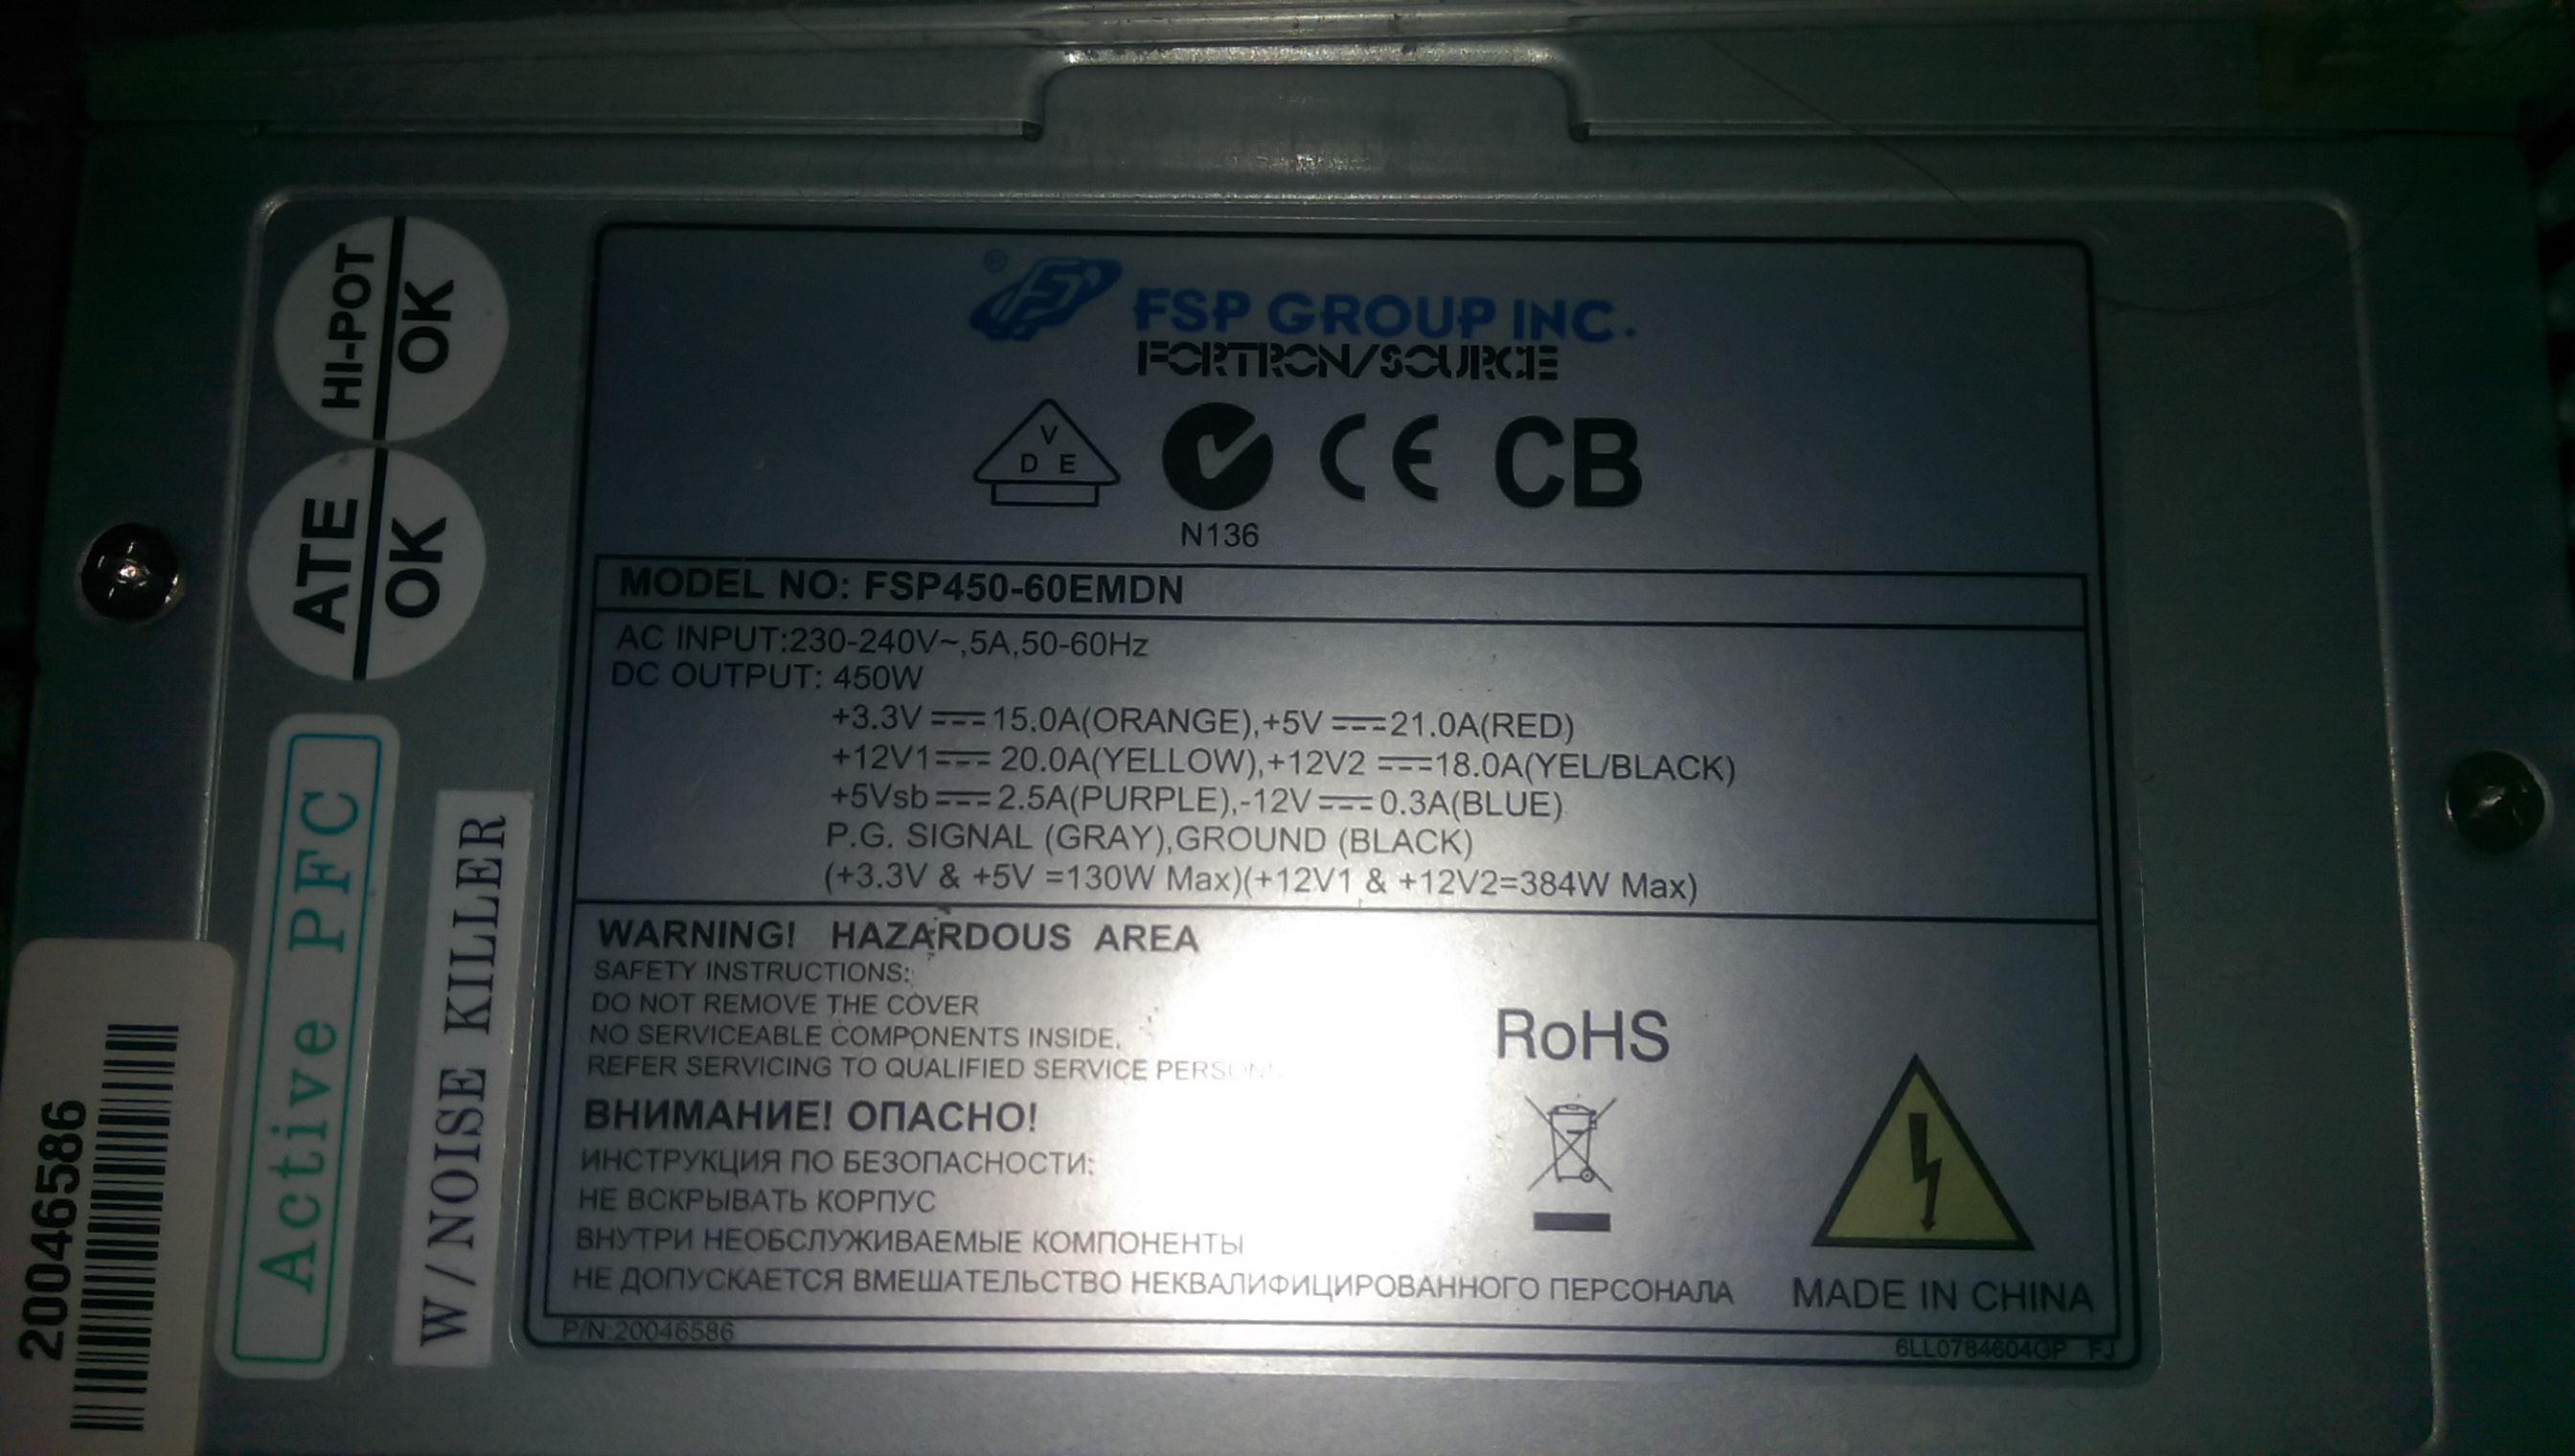 HI-POT
OK
ATE
OK
Active PFC
W/NOISE KILLER
20046586
® FSP GROUP INC.
FORTRON/SOURCE
V
D E
N136
CE CB
MODEL NO: FSP450-60EMDN
AC INPUT:230-240V~,5A,50-60Hz
DC OUTPUT: 450W
+3.3V⎓15.0A(ORANGE),+5V⎓21.0A(RED)
+12V1⎓20.0A(YELLOW),+12V2⎓18.0A(YEL/BLACK)
+5Vsb⎓2.5A(PURPLE),-12V⎓0.3A(BLUE)
P.G. SIGNAL (GRAY),GROUND (BLACK)
(+3.3V & +5V =130W Max)(+12V1 & +12V2=384W Max)
WARNING! HAZARDOUS AREA
SAFETY INSTRUCTIONS:
DO NOT REMOVE THE COVER
NO SERVICEABLE COMPONENTS INSIDE.
REFER SERVICING TO QUALIFIED SERVICE
ВНИМАНИЕ! ОПАСНО!
ИНСТРУКЦИЯ ПО БЕЗОПАСНОСТИ:
НЕ ВСКРЫВАТЬ КОРПУС
ВНУТРИ НЕОБСЛУЖИВАЕМЫЕ КОМПОНЕНТЫ
НЕ ДОПУСКАЕТСЯ ВМЕШАТЕЛЬСТВО НЕКВАЛИФИЦИРОВАННОГО ПЕРСОНАЛА
RoHS
MADE IN CHINA
P/N:20046586
6LL0784604GP FJ